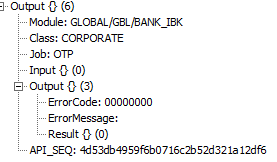 Output {} (6)
Module: GLOBAL/GBL/BANK_IBK
Class: CORPORATE
Job: OTP
Input {} (0)
Output {} (3)
ErrorCode: 00000000
ErrorMessage:
Result {} (0)
API_SEQ: 4d53db4959f6b0716c2b52d321a12df6